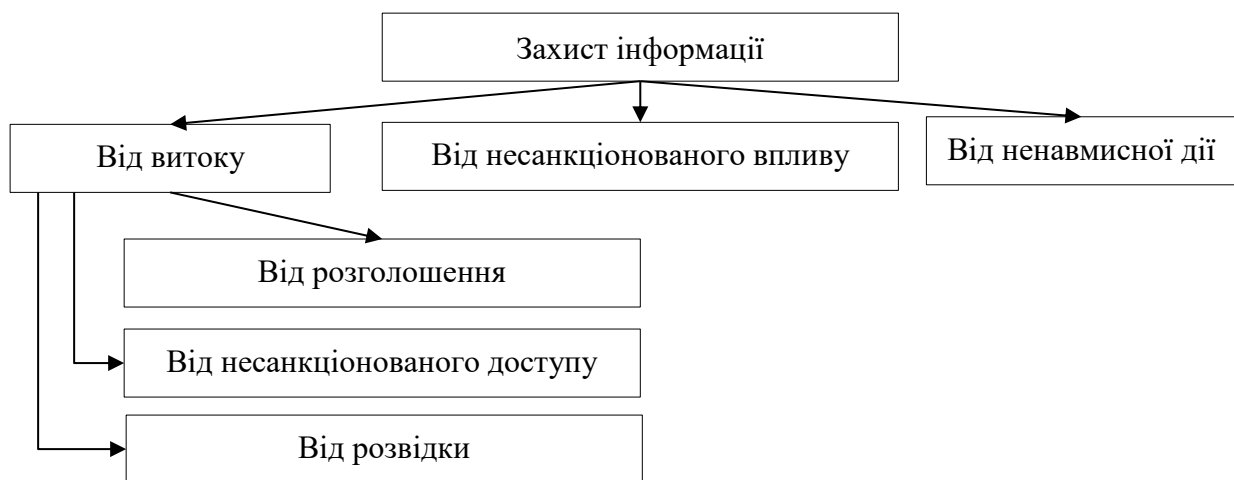 Захист інформації
Від витоку
Від несанкціонованого впливу
Від ненавмисної дії
Від розголошення
Від несанкціонованого доступу
Від розвідки